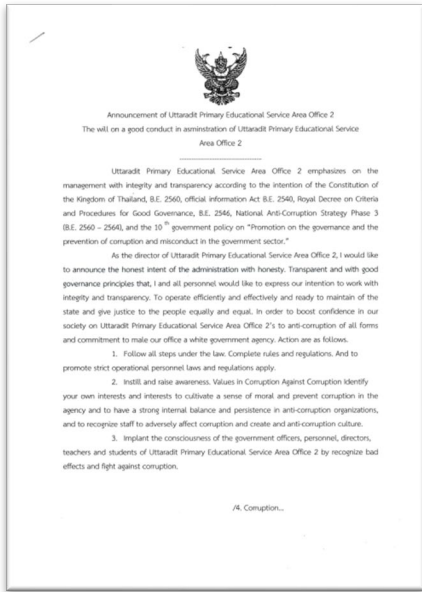 Announcement of Uttaradit Primary Educational Service Area Office 2
The will on a good conduct in asminstration of Uttaradit Primary Educational Service
Area Office 2
Uttaradit Primary Educational Service Area Office 2 emphasizes on the
management with integrity and transparency according to the intention of the Constitution of
the Kingdom of Thailand, B.E. 2560, official information Act B.E. 2540, Royal Decree on Criteria
and Procedures for Good Governance, B.E. 2546, National Anti-Corruption Strategy Phase 3
(B.E. 2560 – 2564), and the 10 th government policy on "Promotion on the governance and the
prevention of corruption and misconduct in the government sector."
As the director of Uttaradit Primary Educational Service Area Office 2, I would like
to announce the honest intent of the administration with honesty. Transparent and with good
governance principles that, I and all personnel would like to express our intention to work with
integrity and transparency. To operate efficiently and effectively and ready to maintain of the
state and give justice to the people equally and equal. In order to boost confidence in our
society on Uttaradit Primary Educational Service Area Office 2's to anti-corruption of all forms
and commitment to make our office a white government agency. Action are as follows.
1. Follow all steps under the law. Complete rules and regulations. And to
promote strict operational personnel laws and regulations apply.
2. Instill and raise awareness. Values in Corruption Against Corruption Identify
your own interests and interests to cultivate a sense of moral and prevent corruption in the
agency and to have a strong internal balance and persistence in anti-corruption organizations,
and to recognize staff to adversely affect corruption and create and anti-corruption culture.
3. Implant the consciousness of the government officers, personnel, directors,
teachers and students of Uttaradit Primary Educational Service Area Office 2 by recognize bad
effects and fight against corruption.
/4. Corruption...